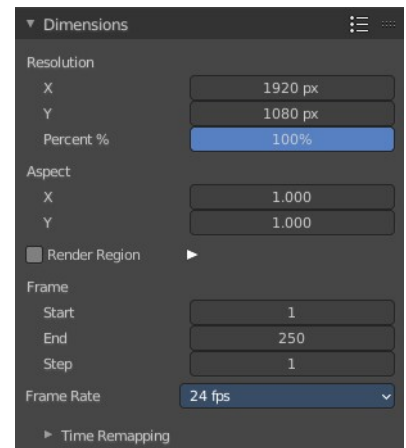 Dimensions
Resolution
X 1920 px
Y 1080 px
Percent % 100%
Aspect
X 1.000
Y 1.000
Render Region
Frame
Start 1
End 250
Step 1
Frame Rate 24 fps
Time Remapping